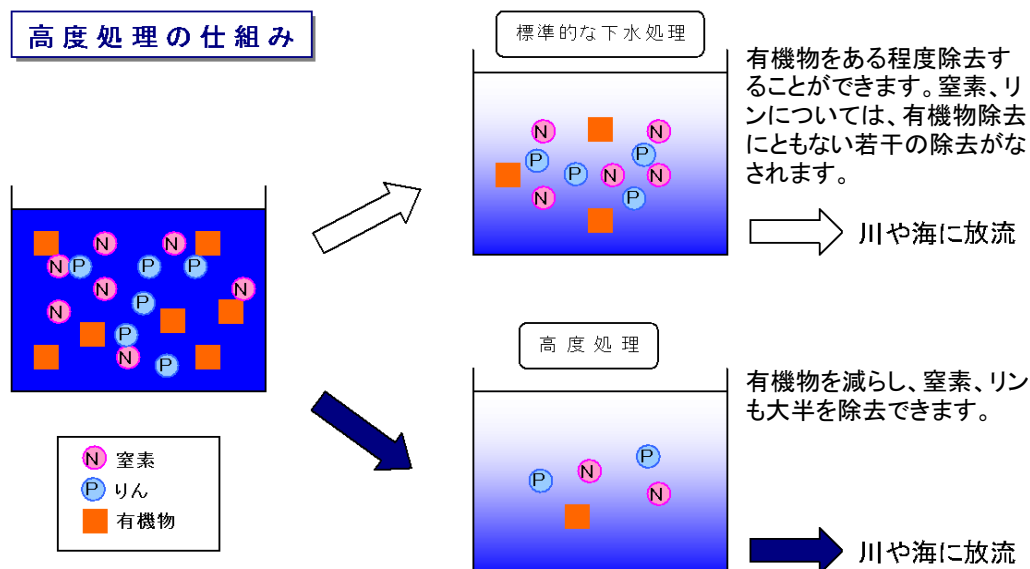 高度処理の仕組み
標準的な下水処理
有機物をある程度除去す
ることができます。窒素、リ
ンについては、有機物除去
にともない若干の除去がな
されます。
N
N
P
P
P
N
N
N
P
川や海に放流
N
N
N
P
P
P
N
N
P
N
P
N
P
高度処理
有機物を減らし、窒素、リン
も大半を除去できます。
P
N
P
N
川や海に放流
N 窒素
P りん
有機物